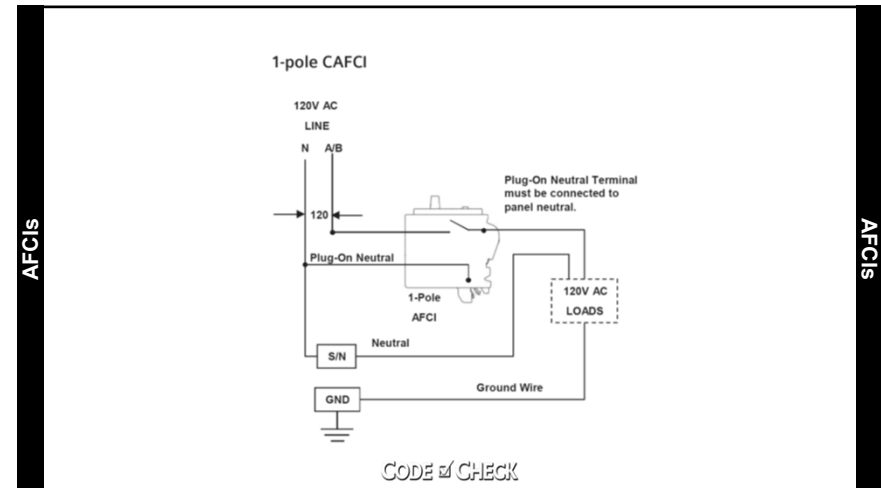 1-pole CAFCI
120V AC
LINE
N A/B
Plug-On Neutral Terminal
must be connected to
panel neutral.
120
Plug-On Neutral
1-Pole
AFCI
120V AC
LOADS
Neutral
S/N
Ground Wire
GND
AFCIs
AFCIs
CODE CHECK